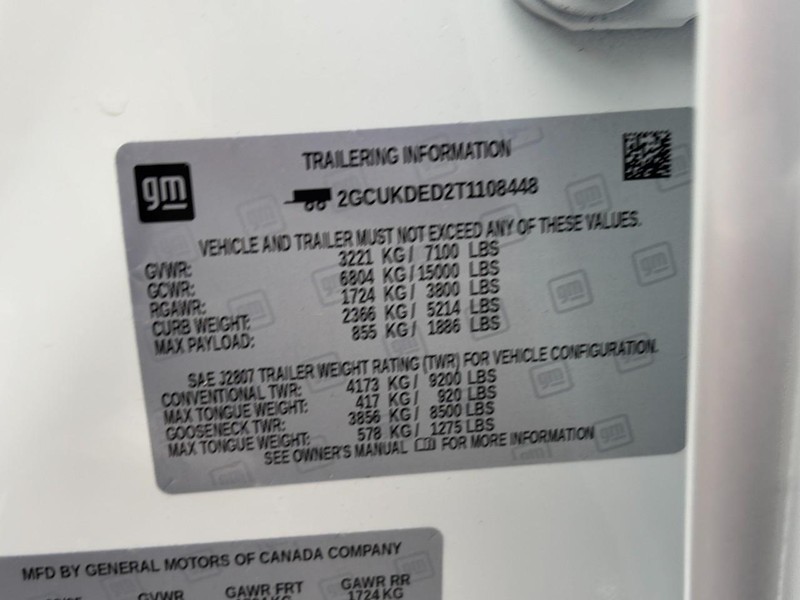 gm
TRAILERING INFORMATION
2GCUKDED2T1108448
VEHICLE AND TRAILER MUST NOT EXCEED ANY OF THESE VALUES.
GVWR: 3221 KG/ 7100 LBS
GCWR: 6804 KG/15000 LBS
RGAWR: 1724 KG/ 3800 LBS
CURB WEIGHT: 2366 KG/ 5214 LBS
MAX PAYLOAD: 855 KG/ 1886 LBS
SAE J2807 TRAILER WEIGHT RATING (TWR) FOR VEHICLE CONFIGURATION.
CONVENTIONAL TWR: 4173 KG/ 9200 LBS
MAX TONGUE WEIGHT: 417 KG/ 920 LBS
GOOSENECK TWR: 3856 KG/ 8500 LBS
MAX TONGUE WEIGHT: 578 KG/ 1275 LBS
SEE OWNER'S MANUAL FOR MORE INFORMATION
MFD BY GENERAL MOTORS OF CANADA COMPANY
GVWR GAWR FRT GAWR RR
1724 KG